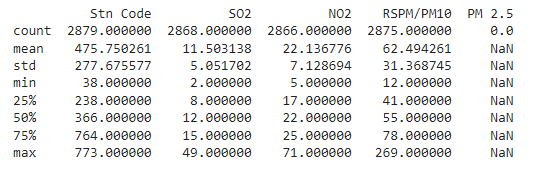 Stn Code SO2 NO2 RSPM/PM10 PM 2.5
count 2879.000000 2868.000000 2866.000000 2875.000000 0.0
mean 475.750261 11.503138 22.136776 62.494261 NaN
std 277.675577 5.051702 7.128694 31.368745 NaN
min 38.000000 2.000000 5.000000 12.000000 NaN
25% 238.000000 8.000000 17.000000 41.000000 NaN
50% 366.000000 12.000000 22.000000 55.000000 NaN
75% 764.000000 15.000000 25.000000 78.000000 NaN
max 773.000000 49.000000 71.000000 269.000000 NaN